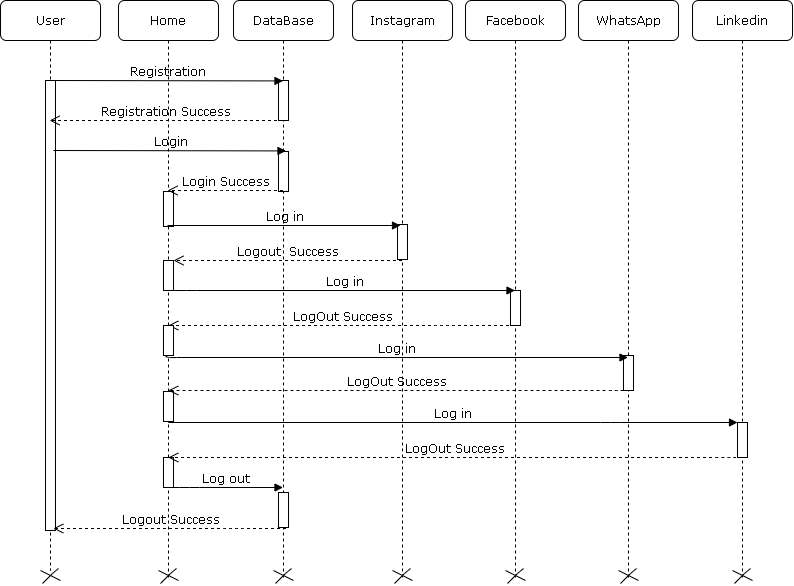 User
Home
DataBase
Instagram
Facebook
WhatsApp
Linkedin
Registration
Registration Success
Login
Login Success
Log in
Logout  Success
Log in
LogOut Success
Log in
LogOut Success
Log in
LogOut Success
Log out
Logout Success